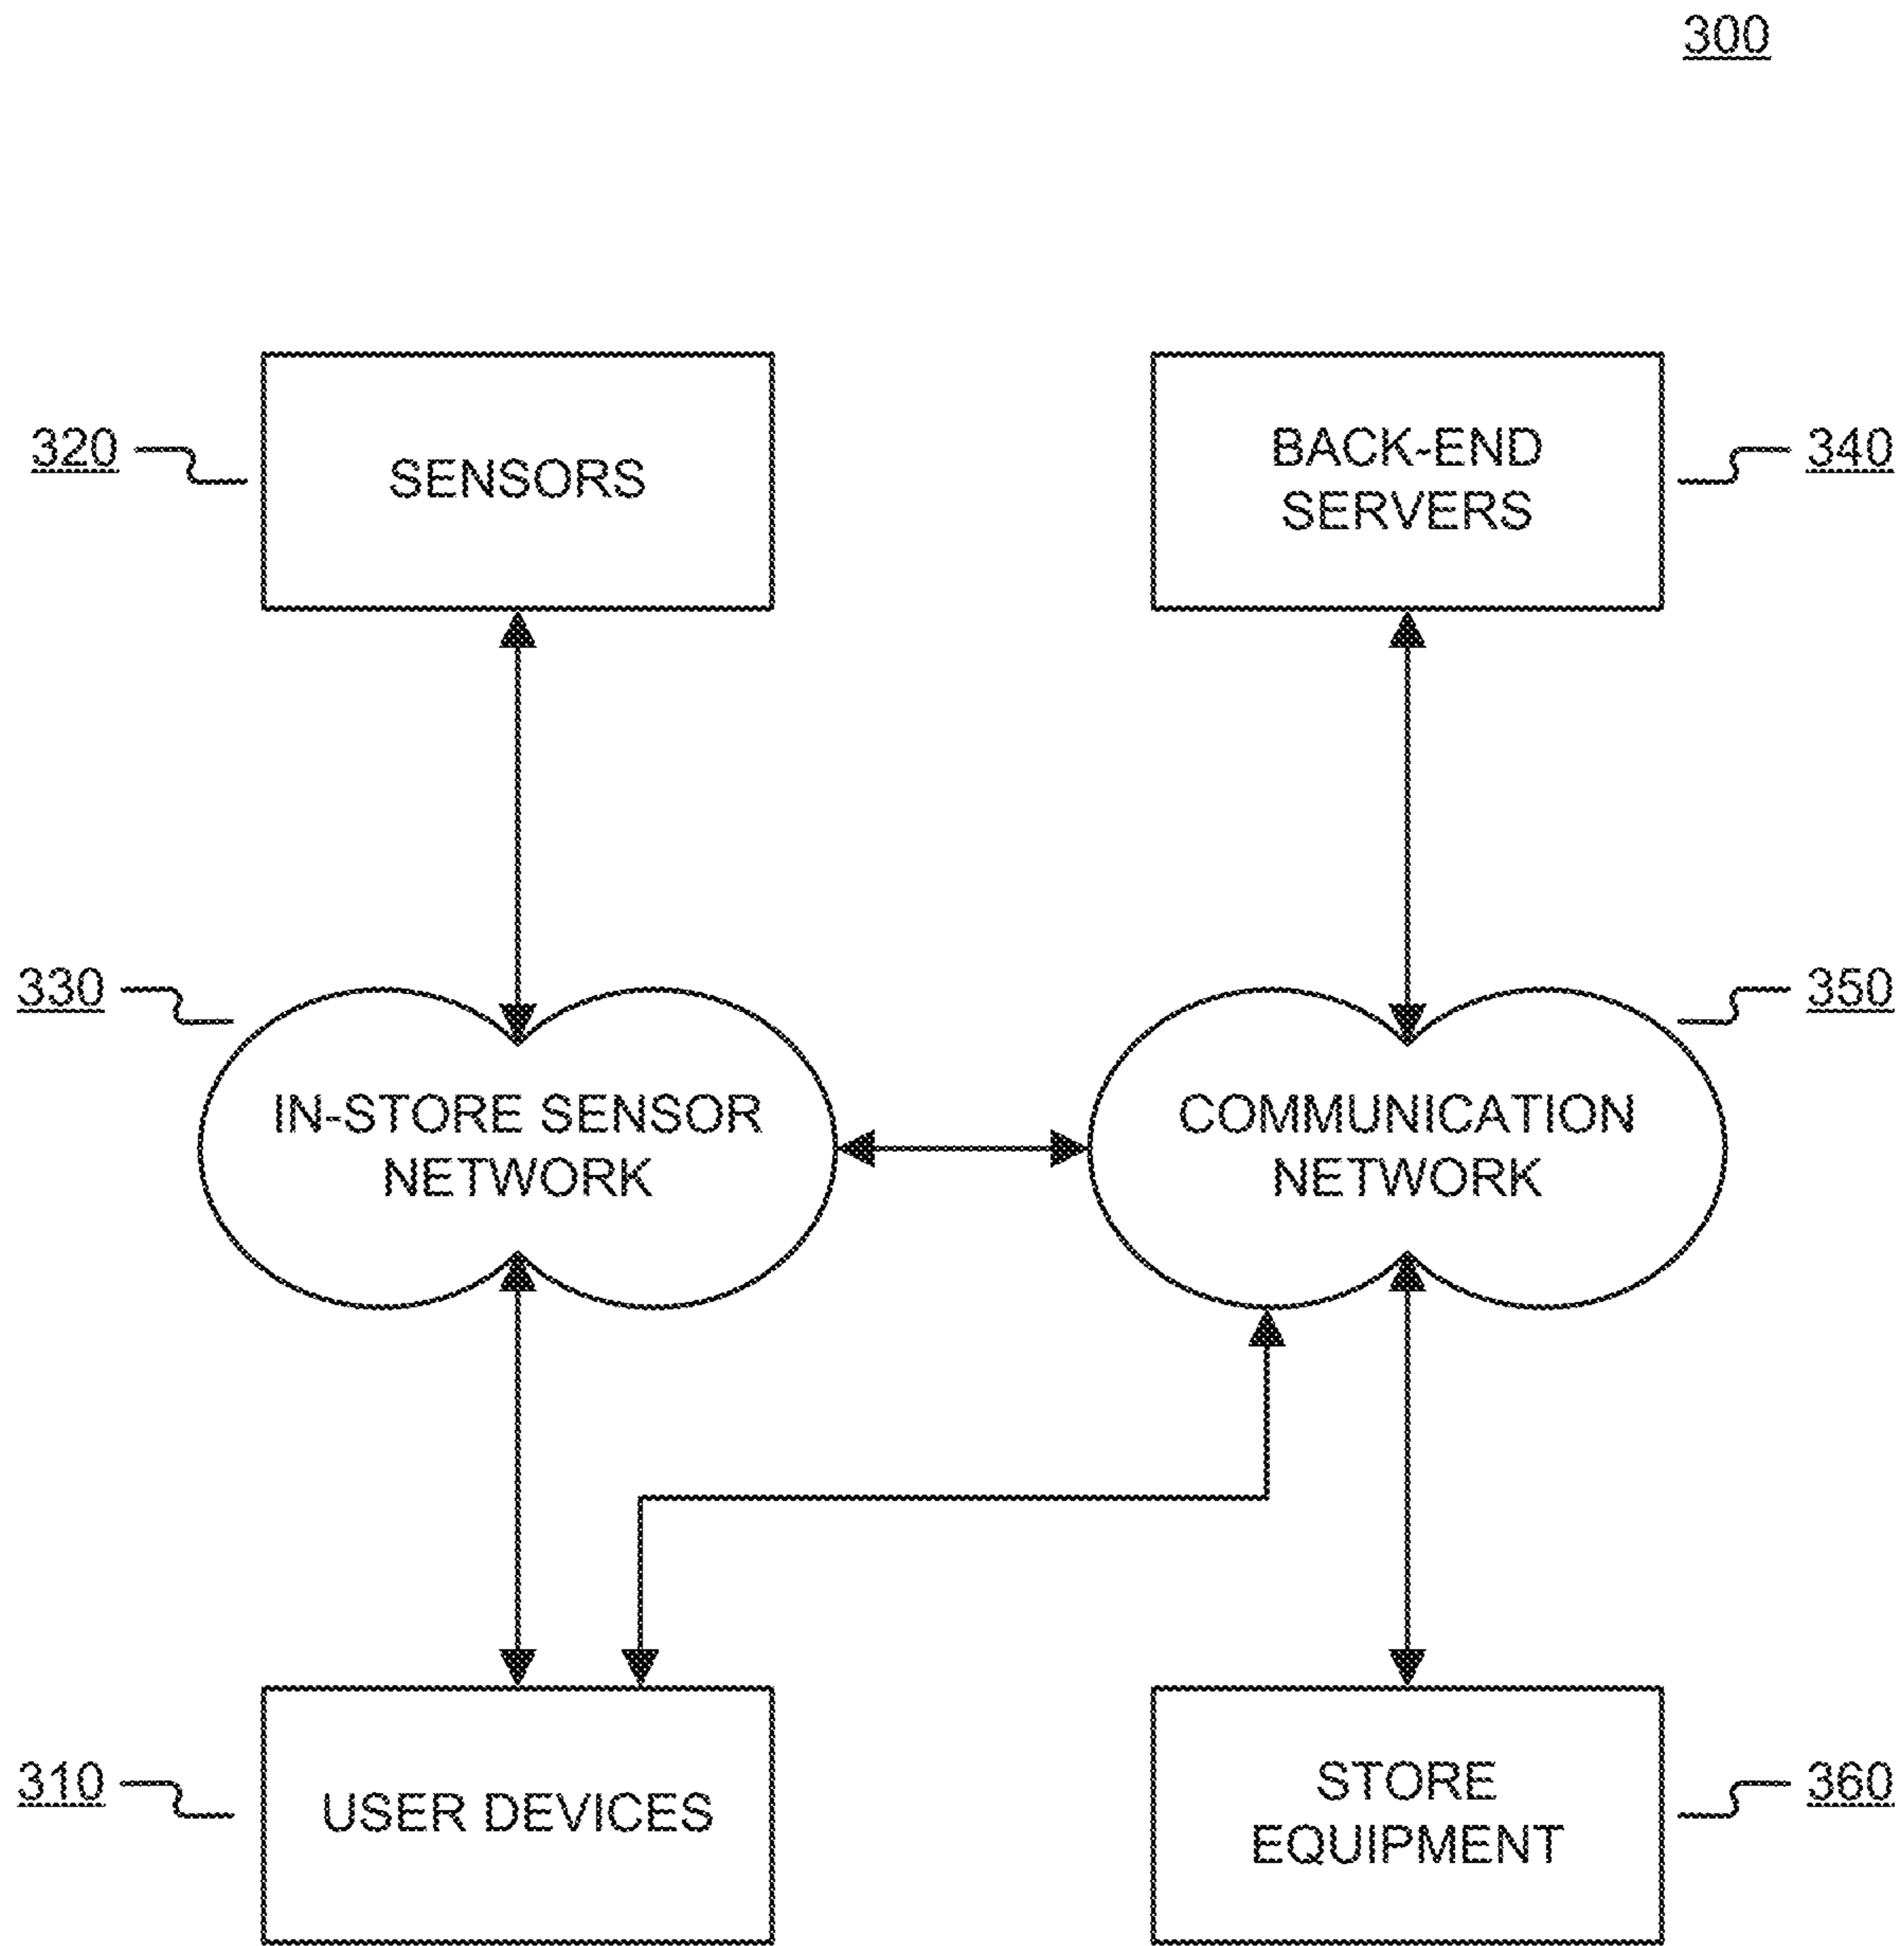 300
320
SENSORS
BACK-END
SERVERS
340
330
IN-STORE SENSOR
NETWORK
COMMUNICATION
NETWORK
350
310
USER DEVICES
STORE
EQUIPMENT
360